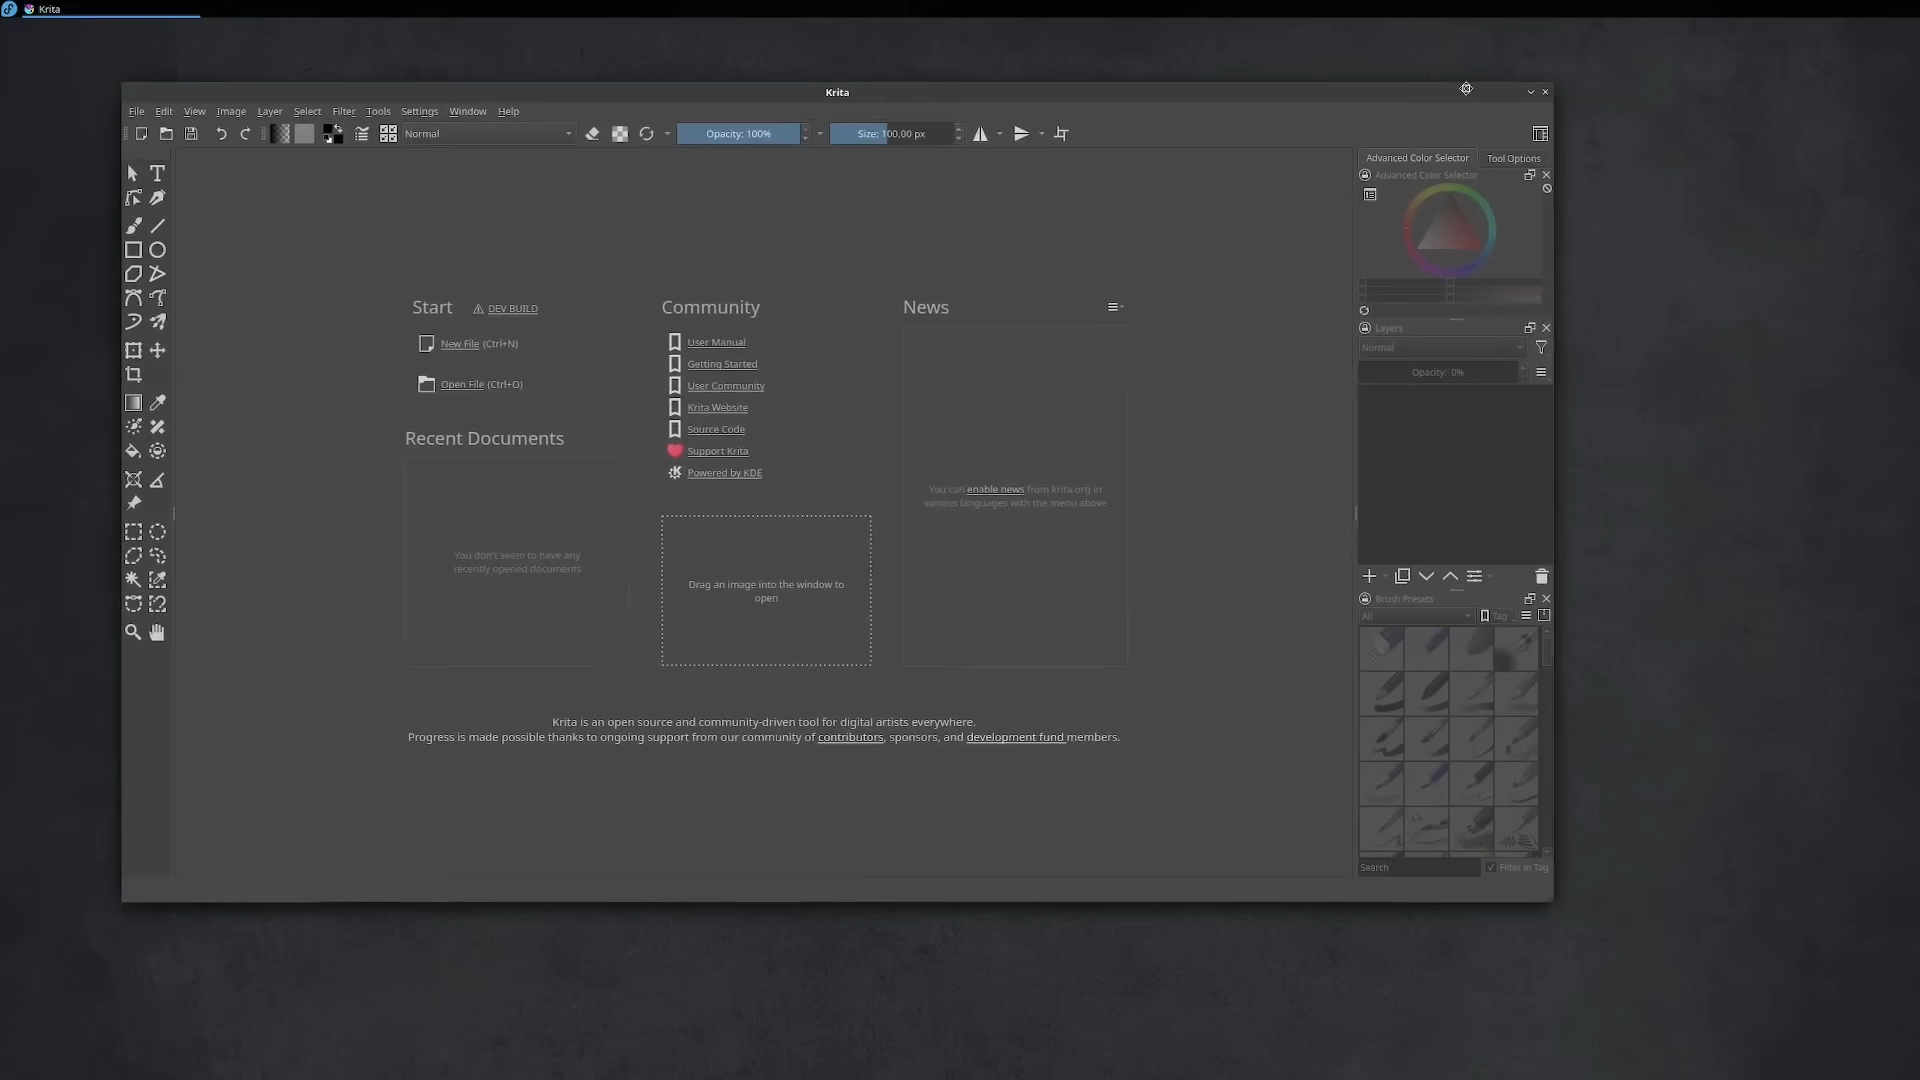 Krita
Krita
File Edit View Image Layer Select Filter Tools Settings Window Help
Normal
Opacity: 100%
Size: 100,00 px
Advanced Color Selector
Tool Options
Advanced Color Selector
Start
DEV BUILD
New File (Ctrl+N)
Open File (Ctrl+O)
Recent Documents
You don't seem to have any
recently opened documents
Community
User Manual
Getting Started
User Community
Krita Website
Source Code
Support Krita
Powered by KDE
Drag an image into the window to
open
News
You can enable news from krita.org in
various languages with the menu above
Krita is an open source and community-driven tool for digital artists everywhere.
Progress is made possible thanks to ongoing support from our community of contributors, sponsors, and development fund members.
Layers
Normal
Opacity: 0%
Brush Presets
All
Tag
Search
Filter in Tag